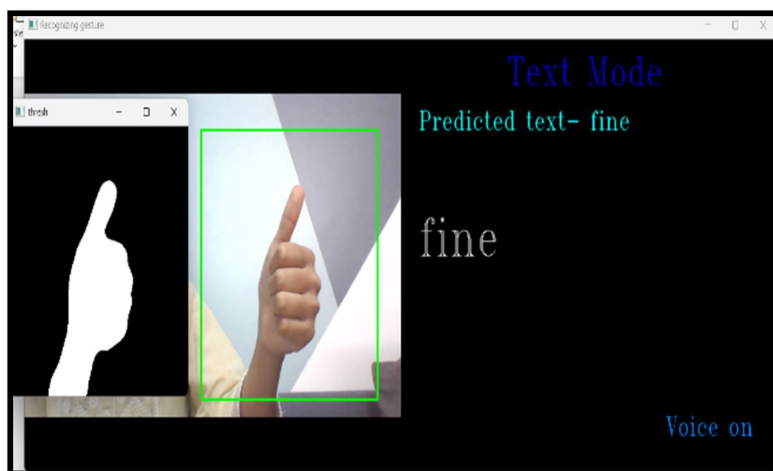 Recognizing gesture
Text Mode
thresh
Predicted text- fine
fine
Voice on